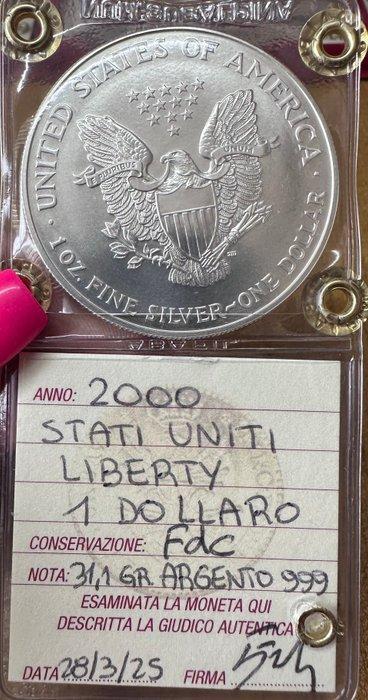 UNITED STATES OF AMERICA
E PLURIBUS UNUM
1 OZ. FINE SILVER~ONE DOLLAR
ANNO: 2000
STATI UNITI
LIBERTY
1 DOLLARO
CONSERVAZIONE: Fdc
NOTA: 31,1 GR ARGENTO 999
ESAMINATA LA MONETA QUI
DESCRITTA LA GIUDICO AUTENTICA
DATA 28/3/25 FIRMA